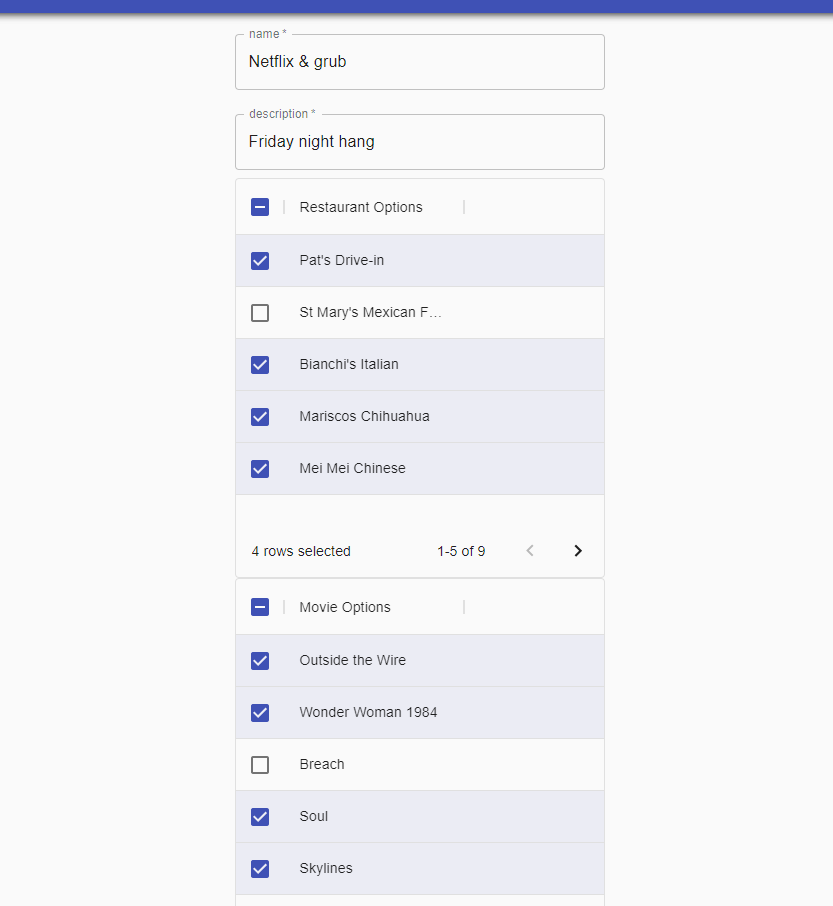 name *
Netflix & grub
description *
Friday night hang
Restaurant Options
Pat's Drive-in
St Mary's Mexican F…
Bianchi's Italian
Mariscos Chihuahua
Mei Mei Chinese
4 rows selected 1-5 of 9
Movie Options
Outside the Wire
Wonder Woman 1984
Breach
Soul
Skylines